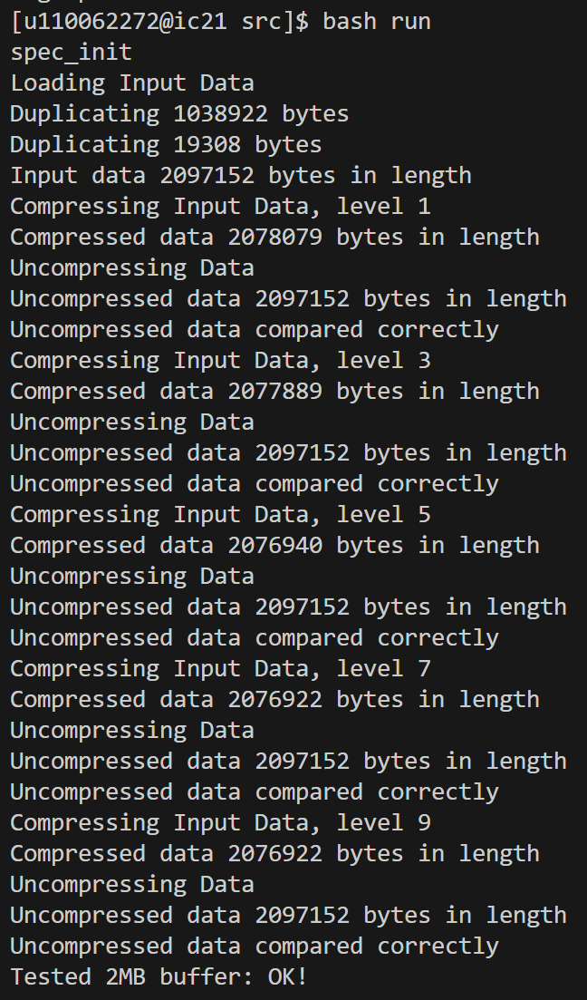 [u110062272@ic21 src]$ bash run
spec_init
Loading Input Data
Duplicating 1038922 bytes
Duplicating 19308 bytes
Input data 2097152 bytes in length
Compressing Input Data, level 1
Compressed data 2078079 bytes in length
Uncompressing Data
Uncompressed data 2097152 bytes in length
Uncompressed data compared correctly
Compressing Input Data, level 3
Compressed data 2077889 bytes in length
Uncompressing Data
Uncompressed data 2097152 bytes in length
Uncompressed data compared correctly
Compressing Input Data, level 5
Compressed data 2076940 bytes in length
Uncompressing Data
Uncompressed data 2097152 bytes in length
Uncompressed data compared correctly
Compressing Input Data, level 7
Compressed data 2076922 bytes in length
Uncompressing Data
Uncompressed data 2097152 bytes in length
Uncompressed data compared correctly
Compressing Input Data, level 9
Compressed data 2076922 bytes in length
Uncompressing Data
Uncompressed data 2097152 bytes in length
Uncompressed data compared correctly
Tested 2MB buffer: OK!